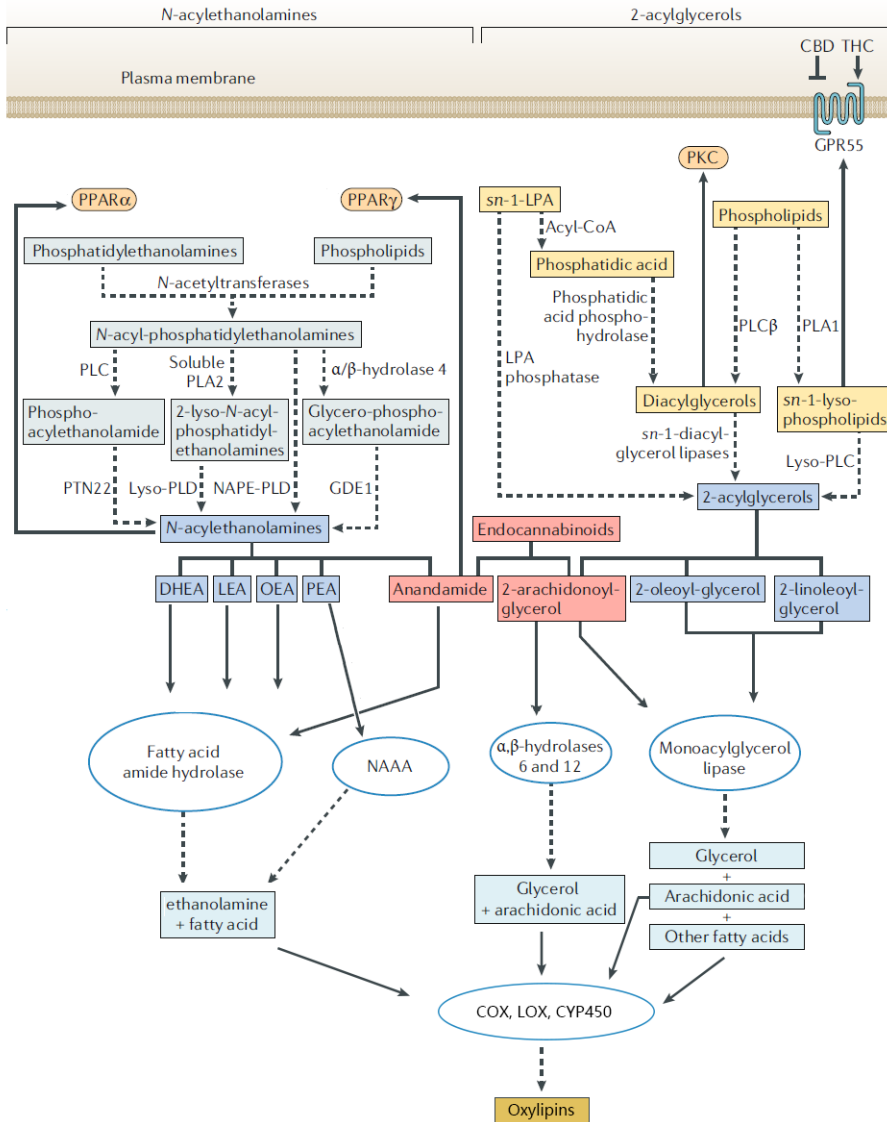 N-acylethanolamines
2-acylglycerols
CBD
THC
Plasma membrane
GPR55
PKC
PPARα
PPARγ
sn-1-LPA
Phospholipids
Acyl-CoA
Phosphatidylethanolamines
Phospholipids
Phosphatidic acid
N-acetyltransferases
Phosphatidic
acid phospho-
hydrolase
PLCβ
PLA1
N-acyl-phosphatidylethanolamines
PLC
Soluble
PLA2
α/β-hydrolase 4
LPA
phosphatase
Phospho-
acylethanolamide
2-lyso-N-acyl-
phosphatidyl-
ethanolamines
Glycero-phospho-
acylethanolamide
Diacylglycerols
sn-1-lyso-
phospholipids
sn-1-diacyl-
glycerol lipases
Lyso-PLC
PTN22
Lyso-PLD
NAPE-PLD
GDE1
2-acylglycerols
N-acylethanolamines
Endocannabinoids
DHEA
LEA
OEA
PEA
Anandamide
2-arachidonoyl-
glycerol
2-oleoyl-glycerol
2-linoleoyl-
glycerol
Fatty acid
amide hydrolase
NAAA
α,β-hydrolases
6 and 12
Monoacylglycerol
lipase
Glycerol
+
Arachidonic acid
+
Other fatty acids
ethanolamine
+ fatty acid
Glycerol
+ arachidonic acid
COX, LOX, CYP450
Oxylipins